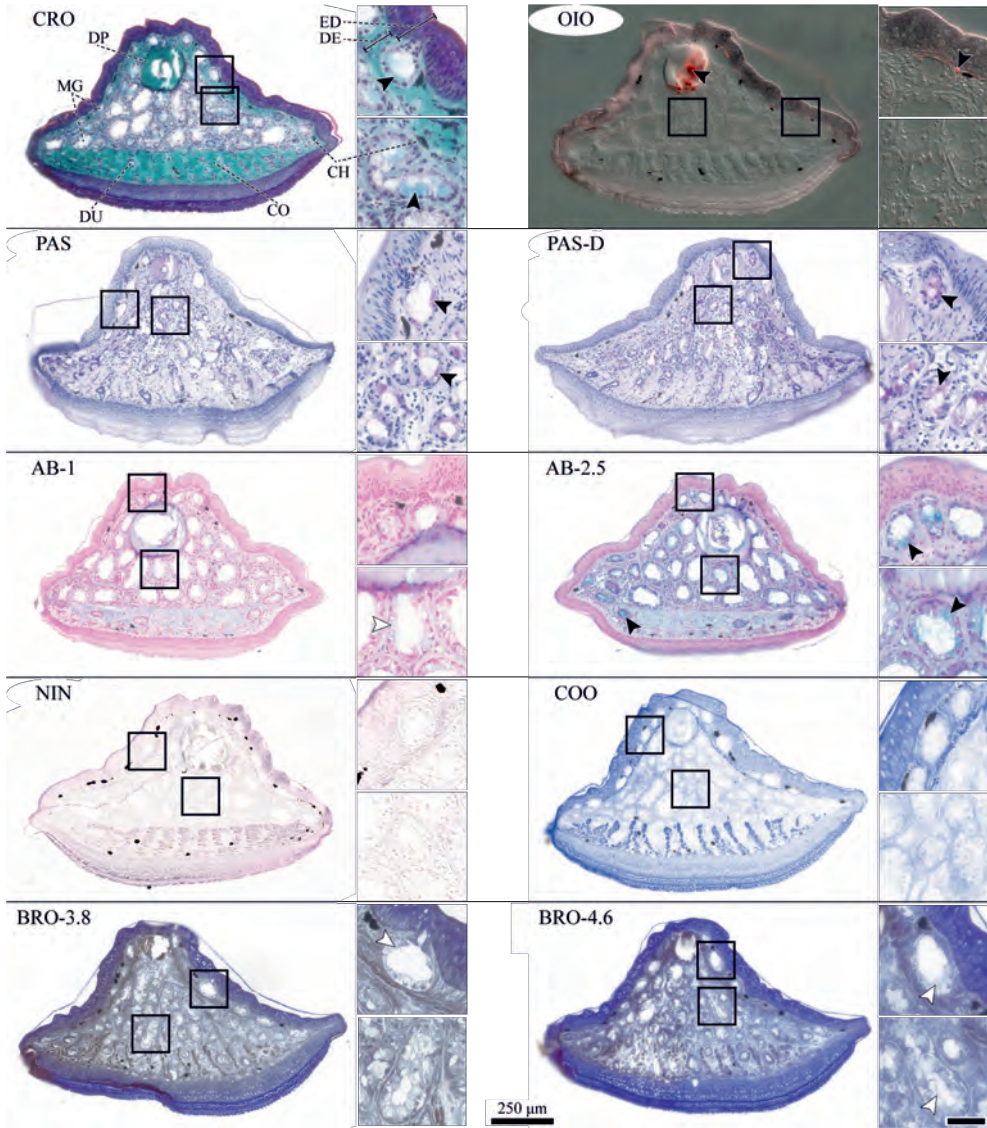 CRO
DP
MG
DU
CO
CH
ED
DE
OIO
PAS
PAS-D
AB-1
AB-2.5
NIN
COO
BRO-3.8
BRO-4.6
250 µm